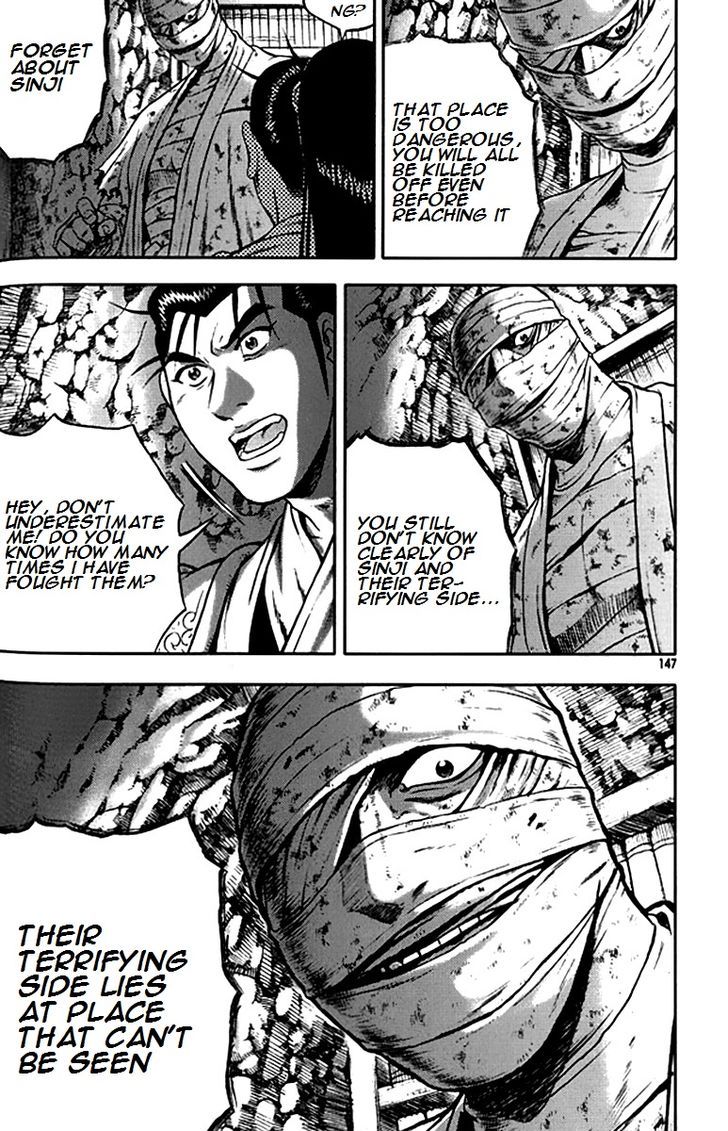 NG?
FORGET
ABOUT
SINJI
THAT PLACE
IS TOO
DANGEROUS,
YOU WILL ALL
BE KILLED
OFF EVEN
BEFORE
REACHING IT
HEY, DON'T
UNDERESTIMATE
ME! DO YOU
KNOW HOW MANY
TIMES I HAVE
FOUGHT THEM?
YOU STILL
DON'T KNOW
CLEARLY OF
SINJI AND
THEIR TER-
RIFYING SIDE...
147
THEIR
TERRIFYING
SIDE LIES
AT PLACE
THAT CAN'T
BE SEEN